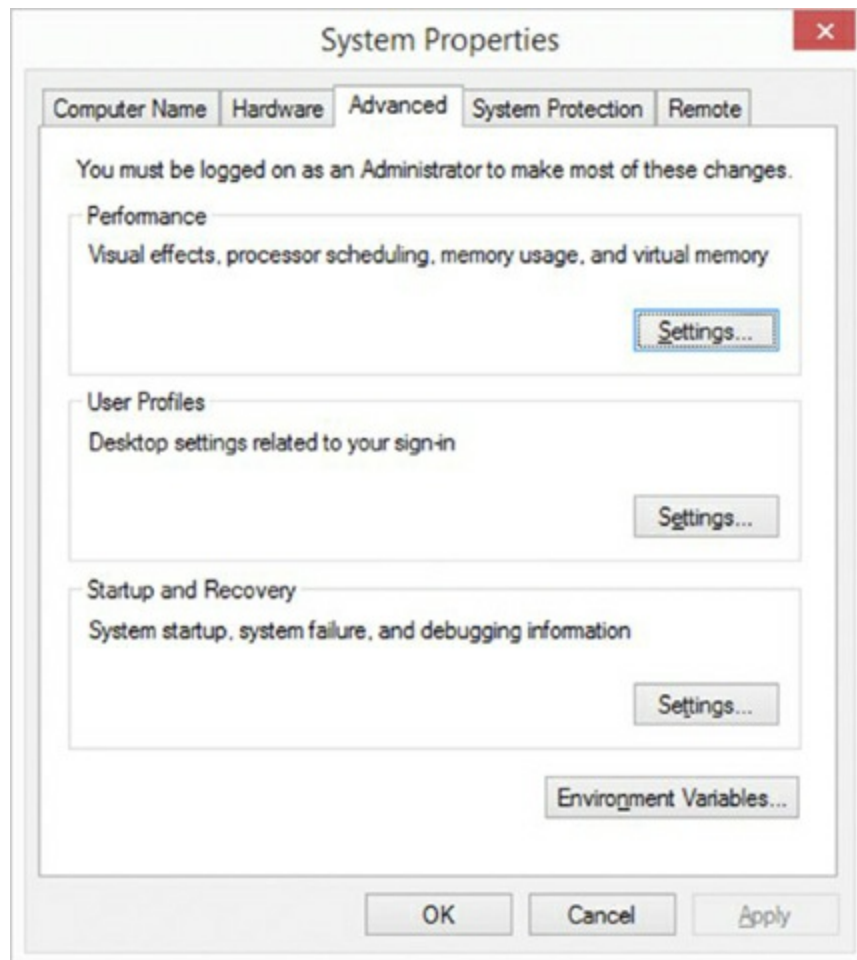 System Properties
Computer Name Hardware Advanced System Protection Remote
You must be logged on as an Administrator to make most of these changes.
Performance
Visual effects, processor scheduling, memory usage, and virtual memory
Settings...
User Profiles
Desktop settings related to your sign-in
Settings...
Startup and Recovery
System startup, system failure, and debugging information
Settings...
Environment Variables...
OK Cancel Apply